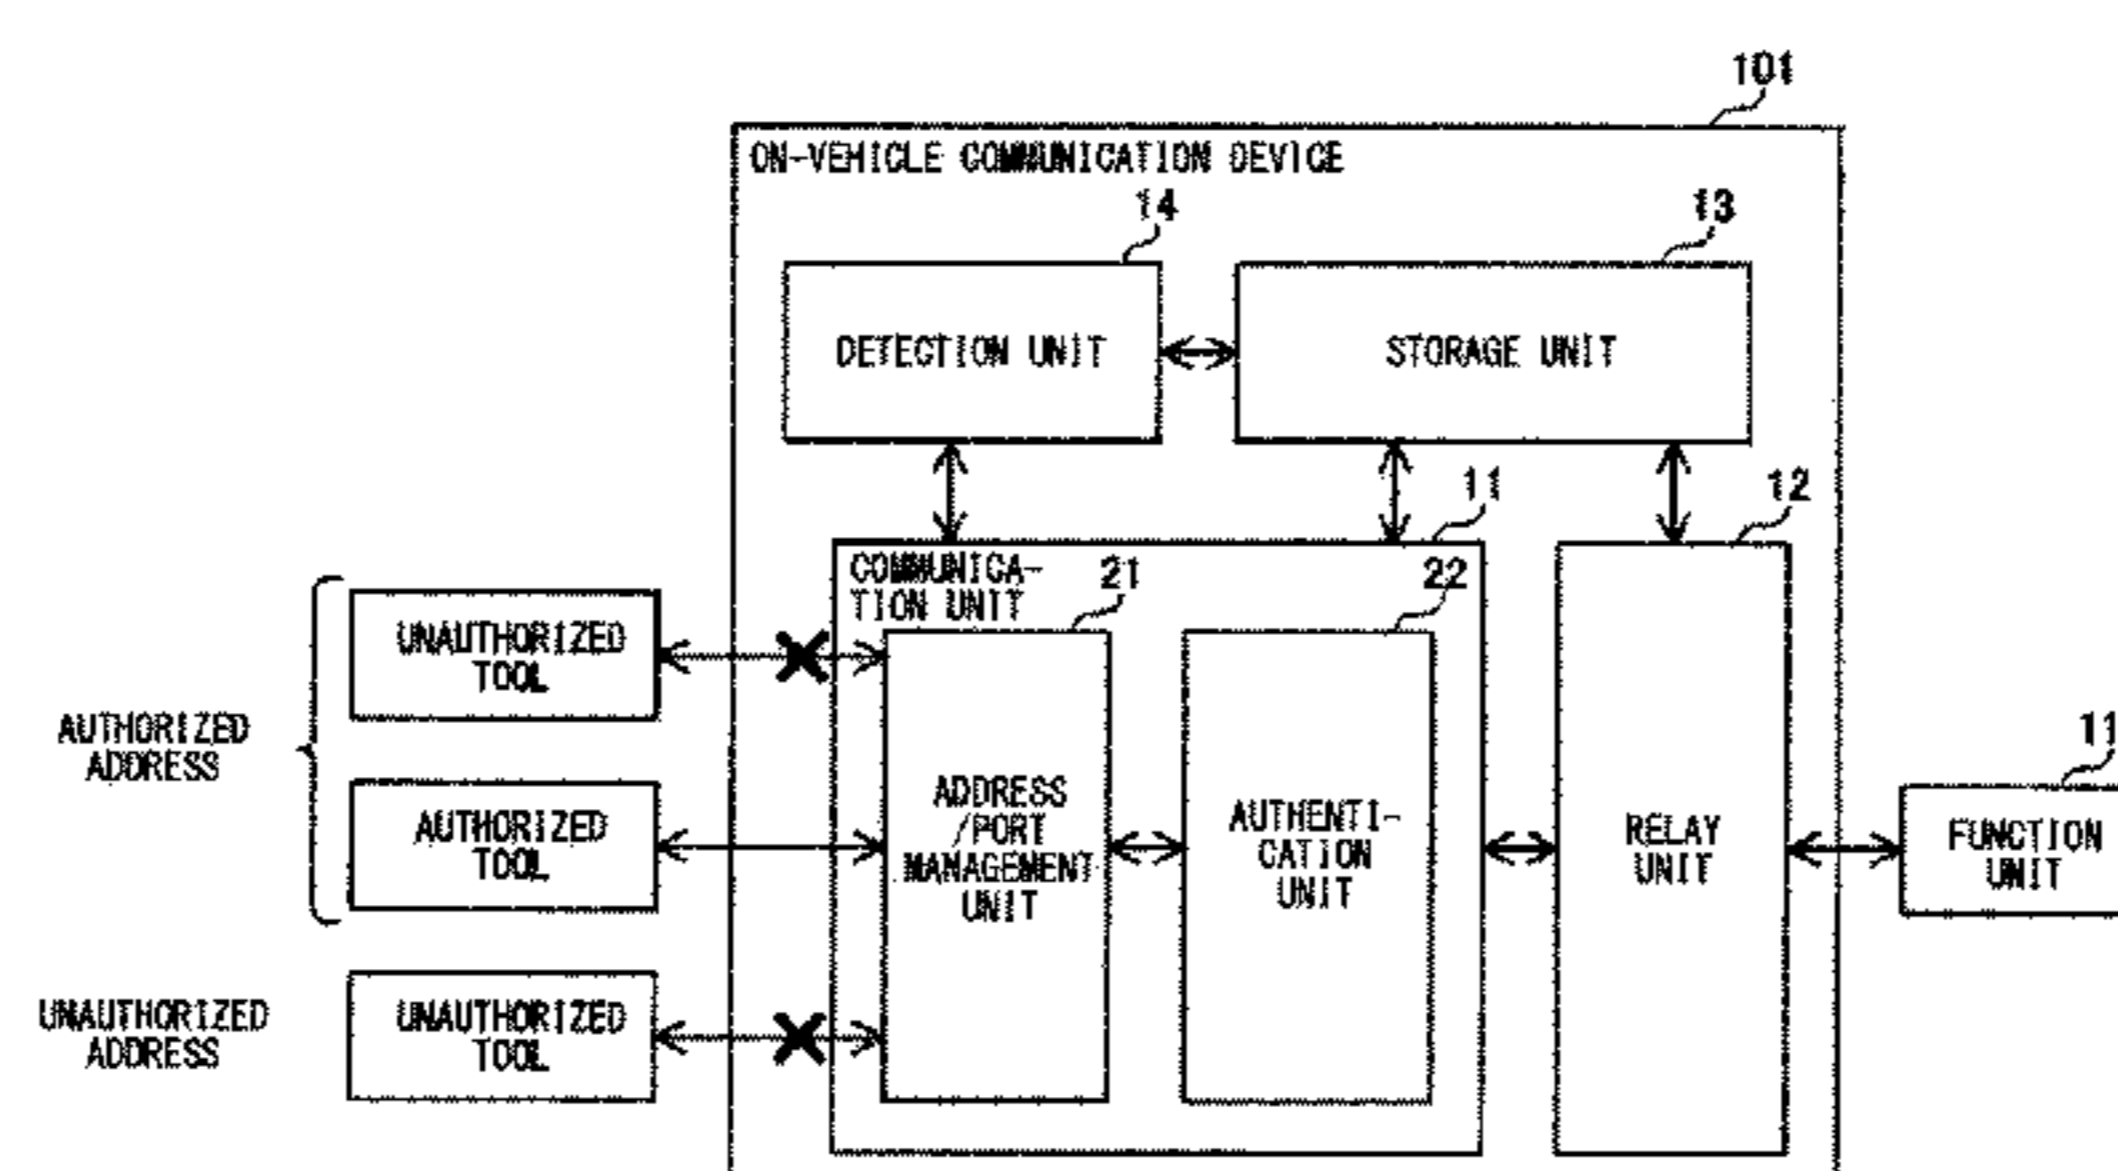 101
ON-VEHICLE COMMUNICATION DEVICE
14
13
DETECTION UNIT
STORAGE UNIT
11
12
COMMUNICA-
TION UNIT
21
22
UNAUTHORIZED
TOOL
AUTHORIZED
ADDRESS
AUTHORIZED
TOOL
ADDRESS
/PORT
MANAGEMENT
UNIT
AUTHENTI-
CATION
UNIT
RELAY
UNIT
11
FUNCTION
UNIT
UNAUTHORIZED
ADDRESS
UNAUTHORIZED
TOOL